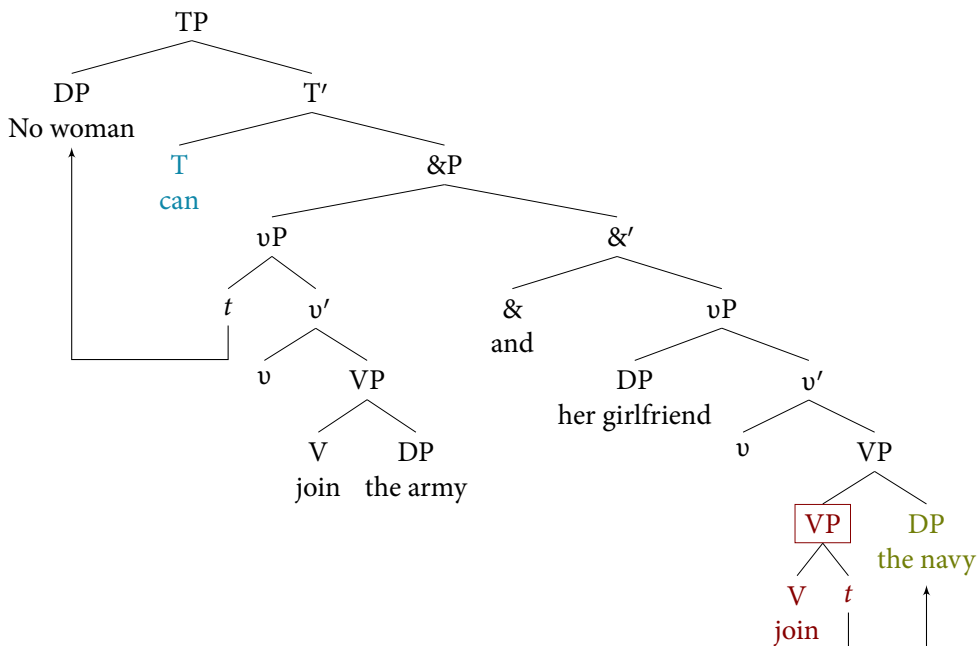 TP
DP T′
No woman
T &P
can
υP &′
t υ′ & υP
and
υ VP DP υ′
her girlfriend
V DP υ VP
join the army
VP DP
the navy
V t
join